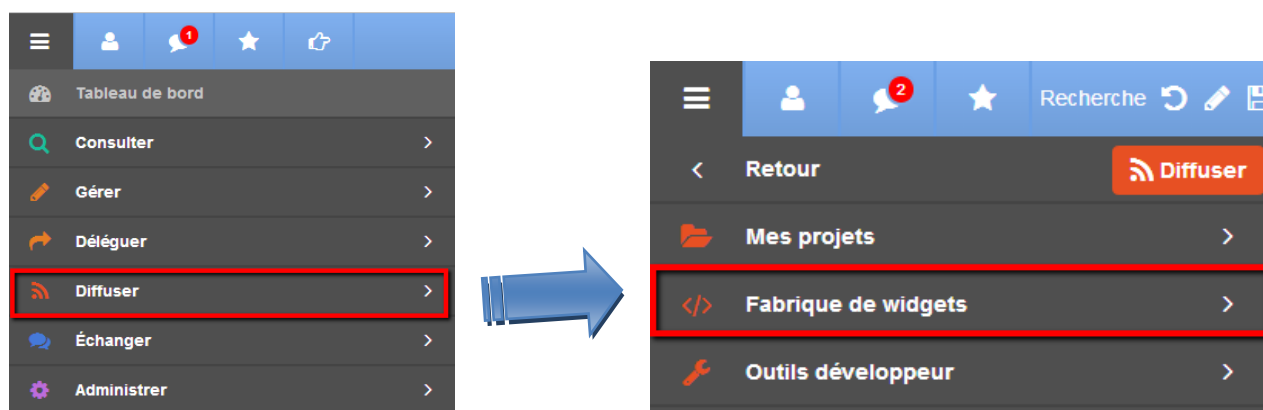 1
Tableau de bord
Consulter
Gérer
Déléguer
Diffuser
Échanger
Administrer
2
Recherche
Retour
Diffuser
Mes projets
</> Fabrique de widgets
Outils développeur